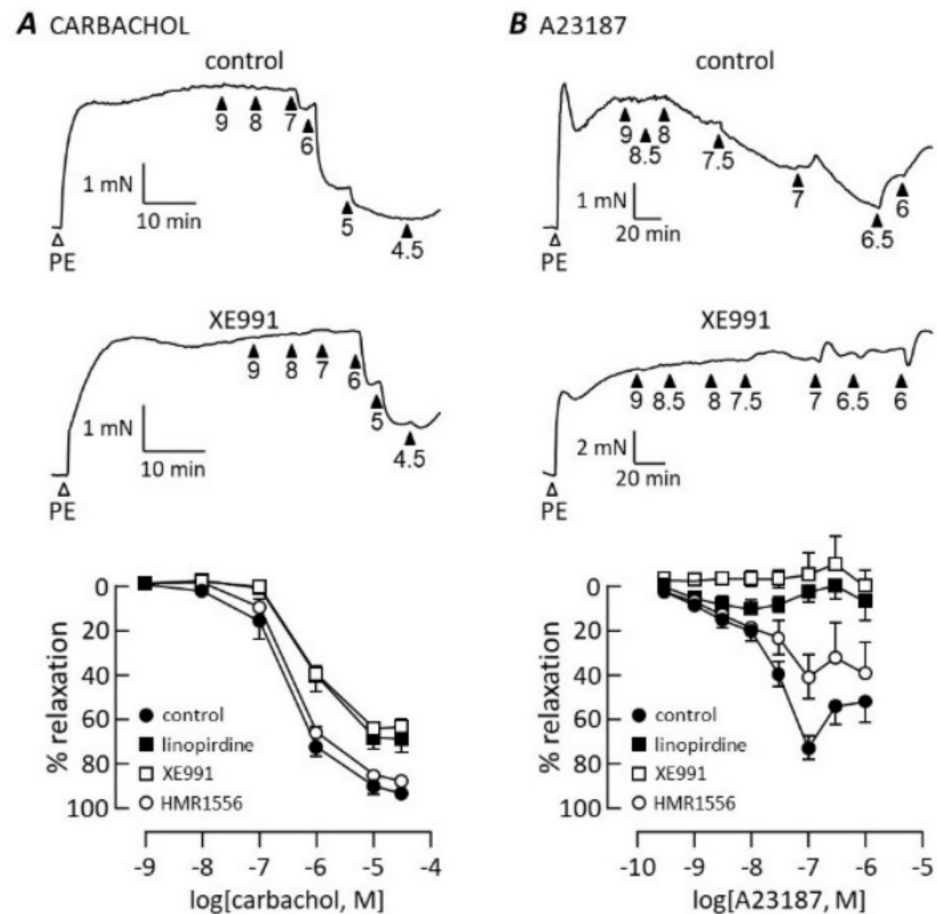 A CARBACHOL
control
9 8 7 6
5
4.5
1 mN
10 min
PE
XE991
9 8 7 6
5
4.5
1 mN
10 min
PE
0
20
40
60
80
100
% relaxation
control
linopirdine
XE991
HMR1556
-9 -8 -7 -6 -5 -4
log[carbachol, M]
B A23187
control
9 8
8.5
7.5
7
6
6.5
1 mN
20 min
PE
XE991
9 8.5 8 7.5 7 6.5 6
2 mN
20 min
PE
0
20
40
60
80
100
% relaxation
control
linopirdine
XE991
HMR1556
-10 -9 -8 -7 -6 -5
log[A23187, M]